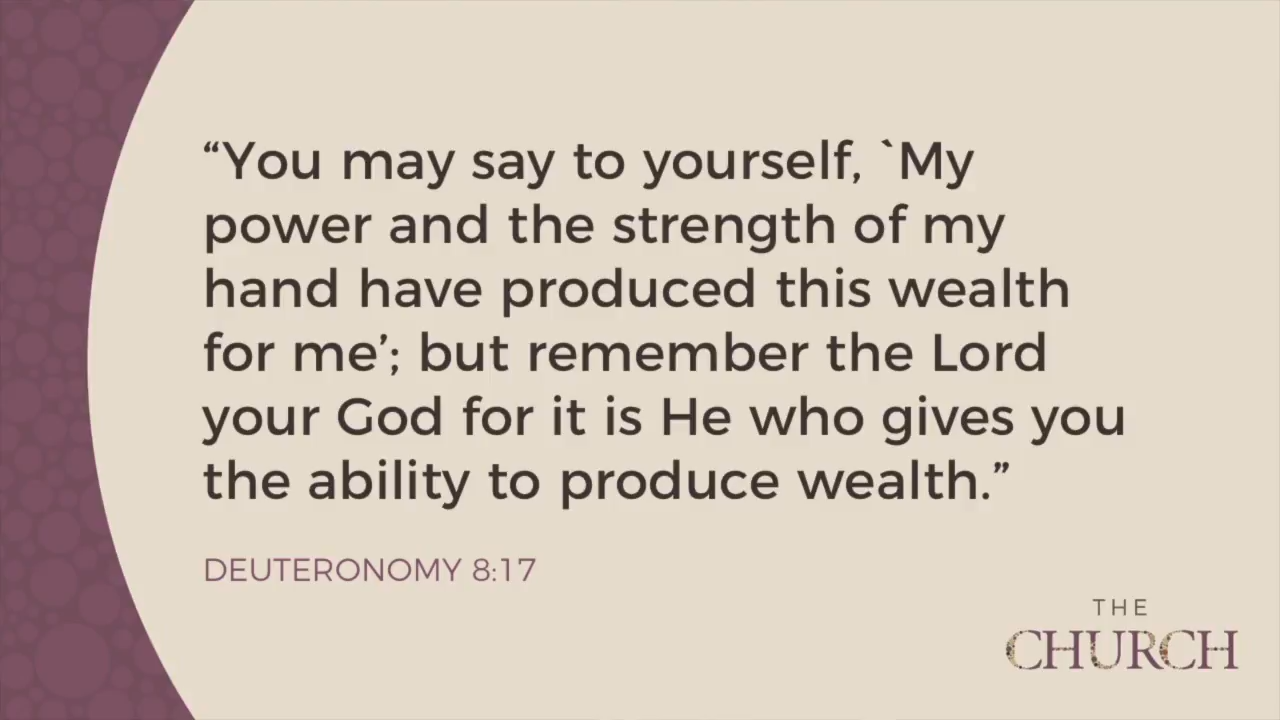 “You may say to yourself, `My
power and the strength of my
hand have produced this wealth
for me’; but remember the Lord
your God for it is He who gives you
the ability to produce wealth.”
DEUTERONOMY 8:17
THE
CHURCH